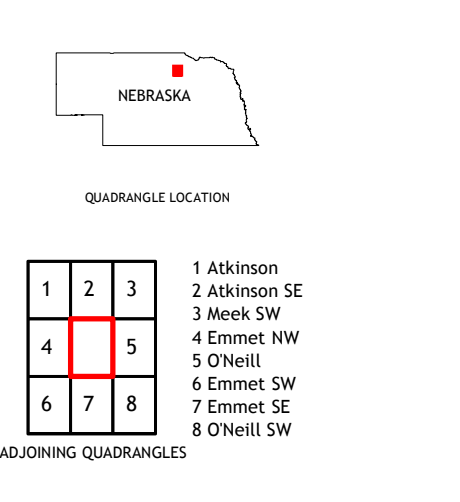 NEBRASKA
QUADRANGLE LOCATION
1 2 3
4 5
6 7 8
1 Atkinson
2 Atkinson SE
3 Meek SW
4 Emmet NW
5 O'Neill
6 Emmet SW
7 Emmet SE
8 O'Neill SW
ADJOINING QUADRANGLES